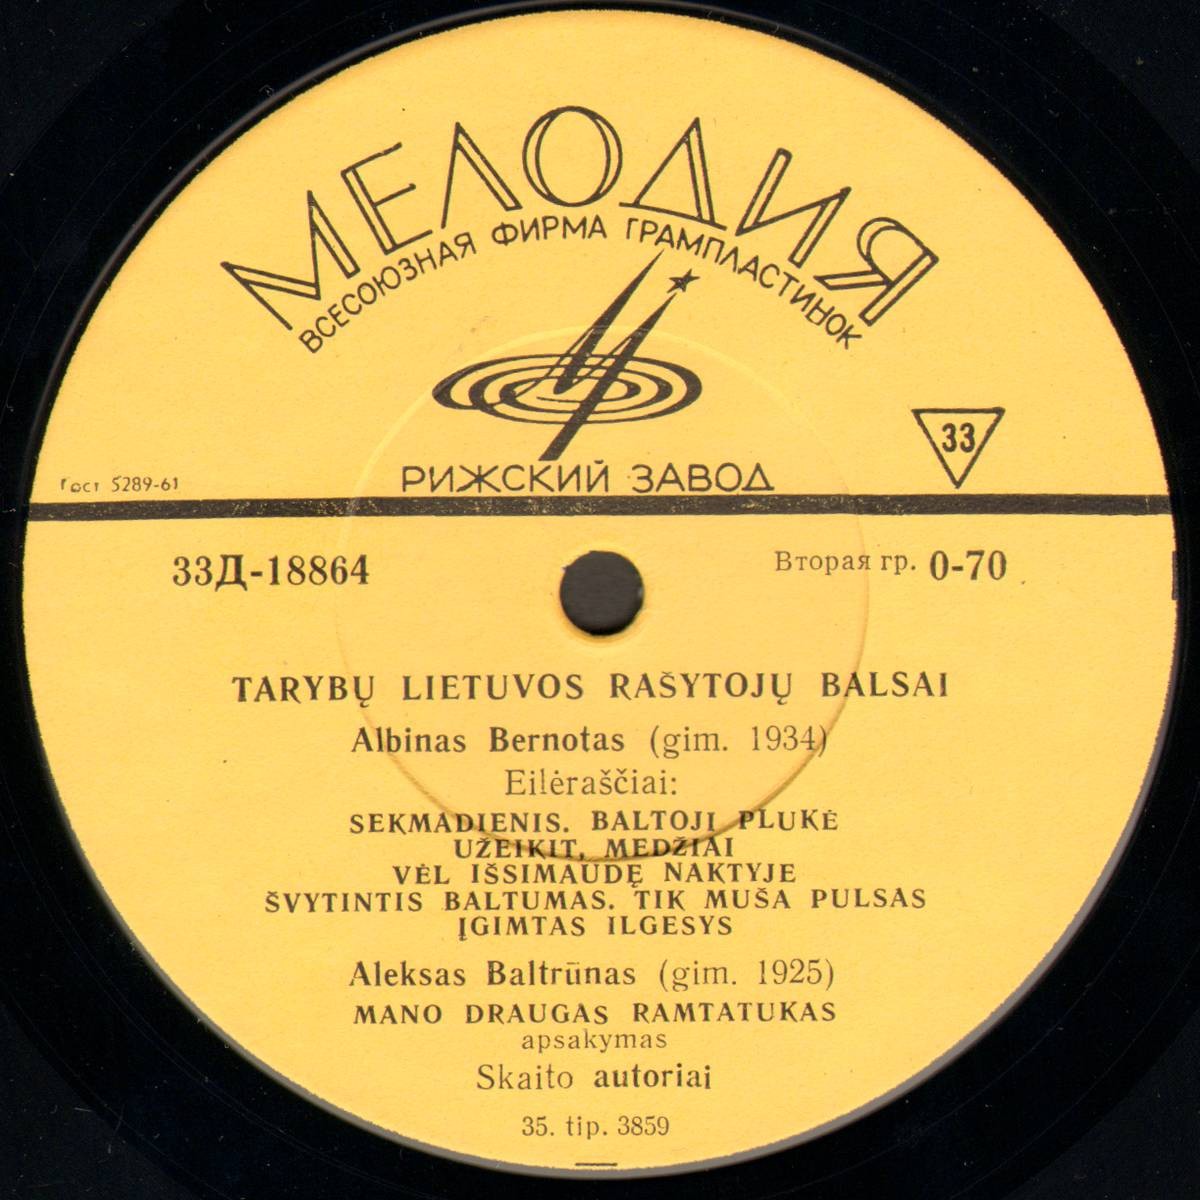 МЕЛОДИЯ
ВСЕСОЮЗНАЯ ФИРМА ГРАМПЛАСТИНОК
33
РИЖСКИЙ ЗАВОД
Гост 5289-61
33Д-18864
Вторая гр. 0-70
TARYBŲ LIETUVOS RAŠYTOJŲ BALSAI
Albinas Bernotas (gim. 1934)
Eilėraščiai:
SEKMADIENIS. BALTOJI PLUKĖ
UŽEIKIT, MEDŽIAI
VĖL IŠSIMAUDĘ NAKTYJE
ŠVYTINTIS BALTUMAS. TIK MUŠA PULSAS
ĮGIMTAS ILGESYS
Aleksas Baltrūnas (gim. 1925)
MANO DRAUGAS RAMTATUKAS
apsakymas
Skaito autoriai
35. tip. 3859